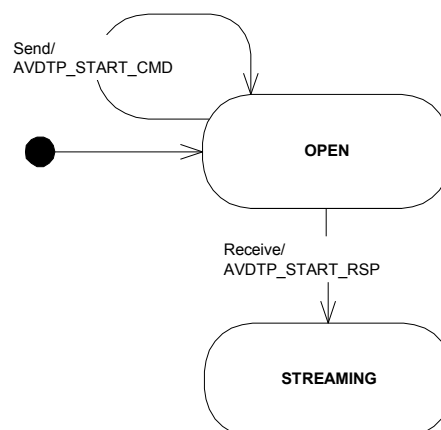 Send/
AVDTP_START_CMD
OPEN
Receive/
AVDTP_START_RSP
STREAMING